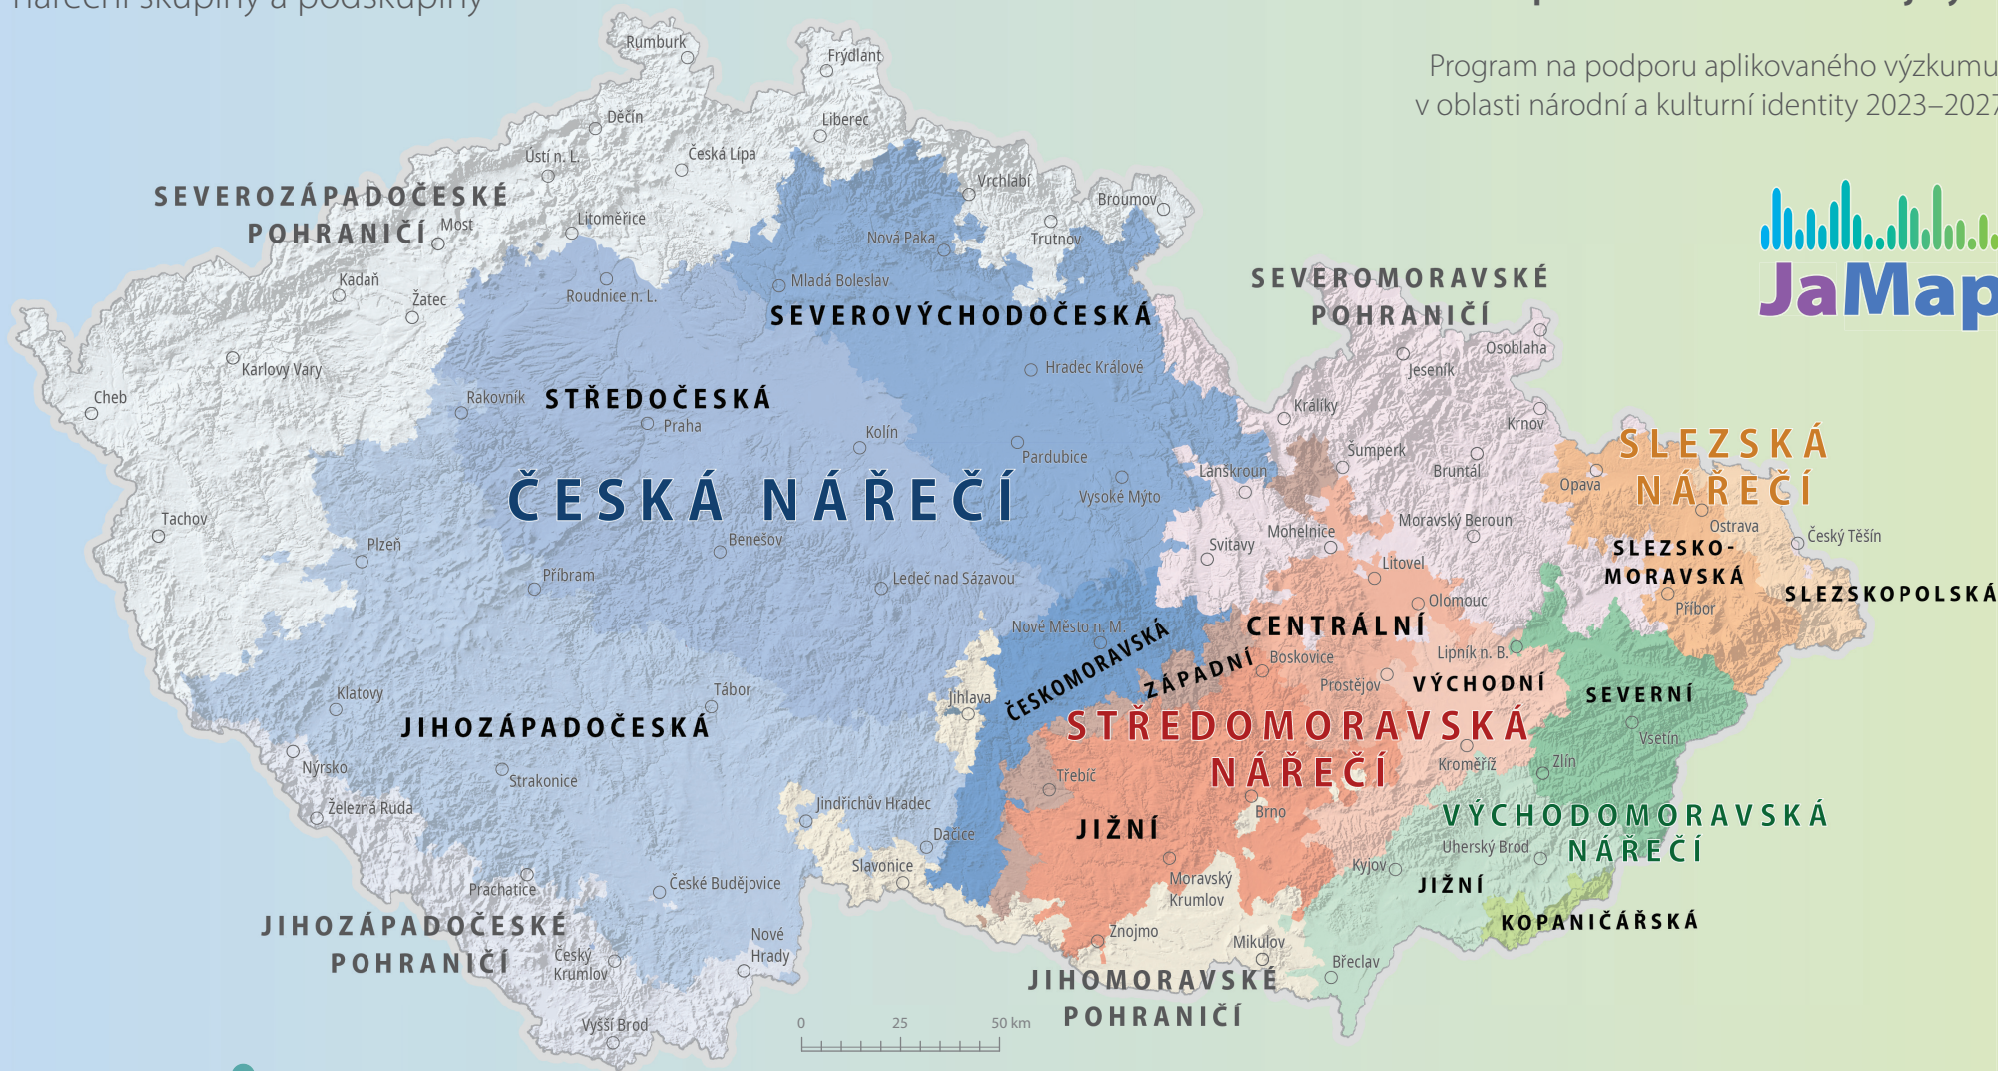 nářeční skupiny a podskupiny
Program na podporu aplikovaného výzkumu
v oblasti národní a kulturní identity 2023–2027
JaMap
Rumburk
Frýdlant
Děčín
Liberec
Ústí n. L.
Česká Lípa
SEVEROZÁPADOČESKÉ
POHRANIČÍ
Most
Litoměřice
Vrchlabí
Broumov
Nová Paka
Trutnov
Kadaň
Žatec
Roudnice n. L.
Mladá Boleslav
SEVEROVÝCHODOČESKÁ
SEVEROMORAVSKÉ
POHRANIČÍ
Osoblaha
Jeseník
Karlovy Vary
Hradec Králové
Cheb
Rakovník
STŘEDOČESKÁ
Praha
Kolín
Králíky
Krnov
Pardubice
Lanškroun
Šumperk
Bruntál
SLEZSKÁ
NÁŘEČÍ
Opava
ČESKÁ NÁŘEČÍ
Vysoké Mýto
Tachov
Plzeň
Benešov
Svitavy
Mohelnice
Moravský Beroun
Ostrava
Český Těšín
SLEZSKO-
MORAVSKÁ
SLEZSKOPOLSKÁ
Příbor
Příbram
Ledeč nad Sázavou
Litovel
Olomouc
Nové Město n. M.
CENTRÁLNÍ
ČESKOMORAVSKÁ
ZÁPADNÍ
Boskovice
Lipník n. B.
Prostějov
VÝCHODNÍ
SEVERNÍ
Klatovy
Tábor
Jihlava
JIHOZÁPADOČESKÁ
STŘEDOMORAVSKÁ
NÁŘEČÍ
Vsetín
Nýrsko
Strakonice
Třebíč
Kroměříž
Zlín
Železná Ruda
Jindřichův Hradec
Brno
VÝCHODOMORAVSKÁ
NÁŘEČÍ
Dačice
JIŽNÍ
Uherský Brod
Slavonice
Kyjov
JIŽNÍ
Prachatice
České Budějovice
Moravský
Krumlov
KOPANIČÁŘSKÁ
JIHOZÁPADOČESKÉ
POHRANIČÍ
Český
Krumlov
Nové
Hrady
Znojmo
Mikulov
Břeclav
JIHOMORAVSKÉ
POHRANIČÍ
Vyšší Brod
0 25 50 km